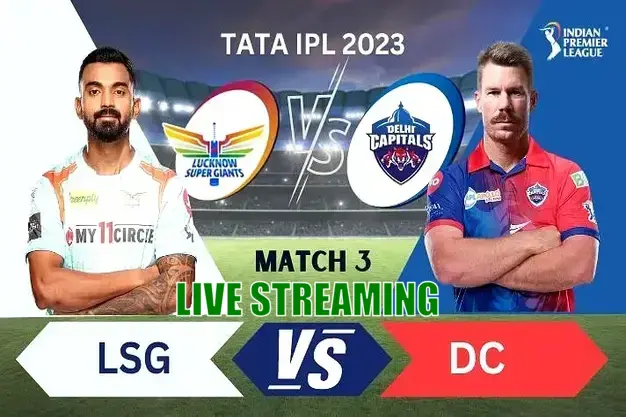 TATA IPL 2023
INDIAN
PREMIER
LEAGUE
VS
LUCKNOW
SUPER GIANTS
DELHI
CAPITALS
MY11CIRCLE
MATCH 3
LIVE STREAMING
LSG
VS
DC